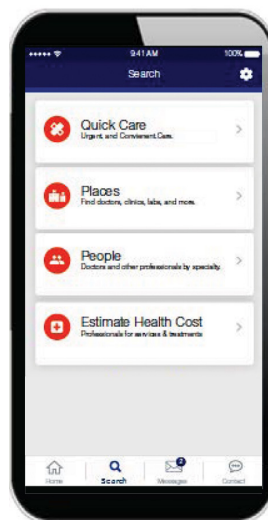 9:41 AM
100%
Search
Quick Care
Urgent and Convenient Care.
Places
Find doctors, clinics, labs, and more.
People
Doctors and other professionals by specialty.
Estimate Health Cost
Professionals for services & treatments
2
Home
Search
Messages
Contact